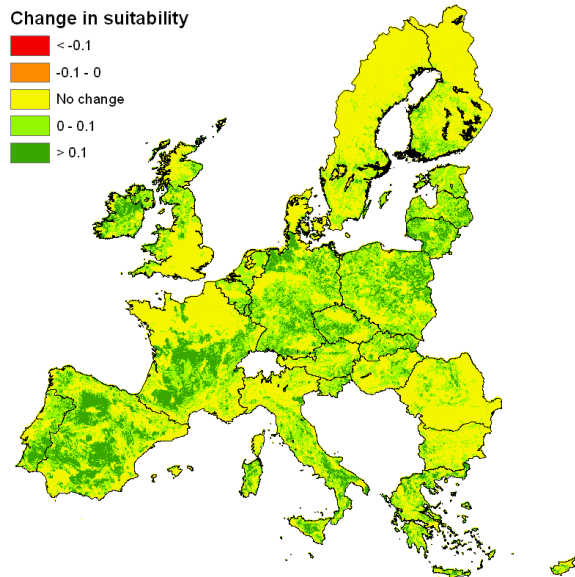 Change in suitability
< -0.1
-0.1 - 0
No change
0 - 0.1
> 0.1